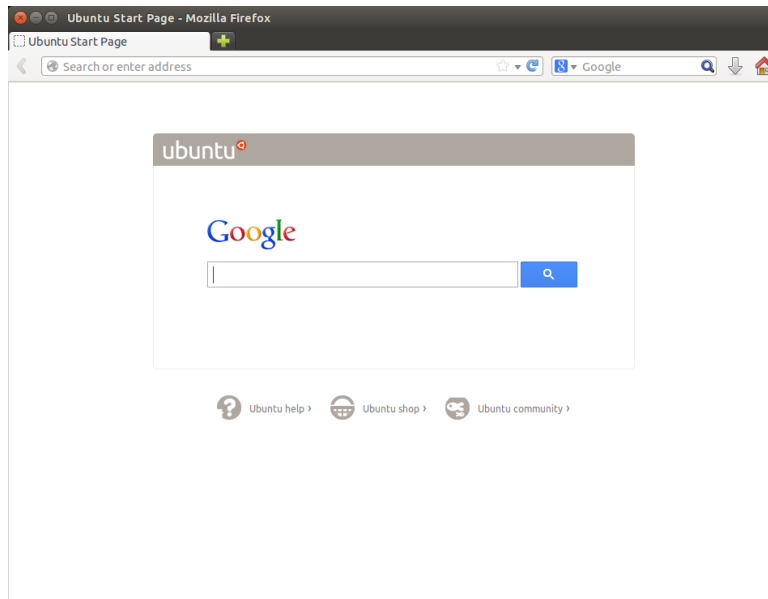 Ubuntu Start Page - Mozilla Firefox
Ubuntu Start Page
Search or enter address
8 Google
ubuntu
Google
Ubuntu help ›
Ubuntu shop ›
Ubuntu community ›